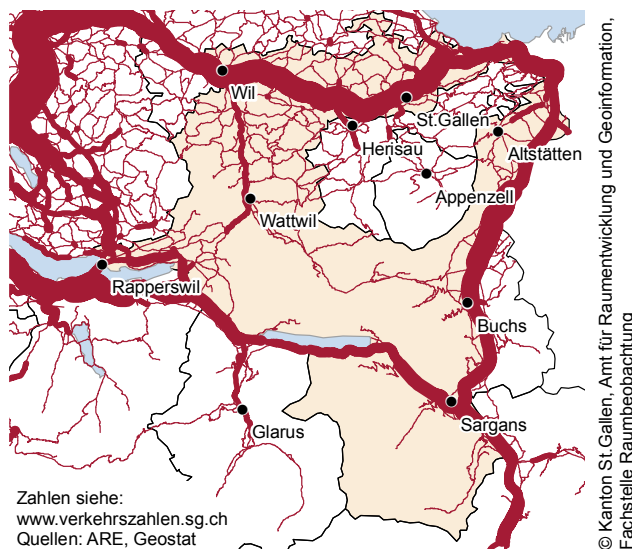 Wil
St.Gallen
Herisau
Altstätten
Appenzell
Wattwil
Rapperswil
Buchs
Sargans
Glarus
Zahlen siehe:
www.verkehrszahlen.sg.ch
Quellen: ARE, Geostat
© Kanton St.Gallen, Amt für Raumentwicklung und Geoinformation,
Fachstelle Raumbeobachtung